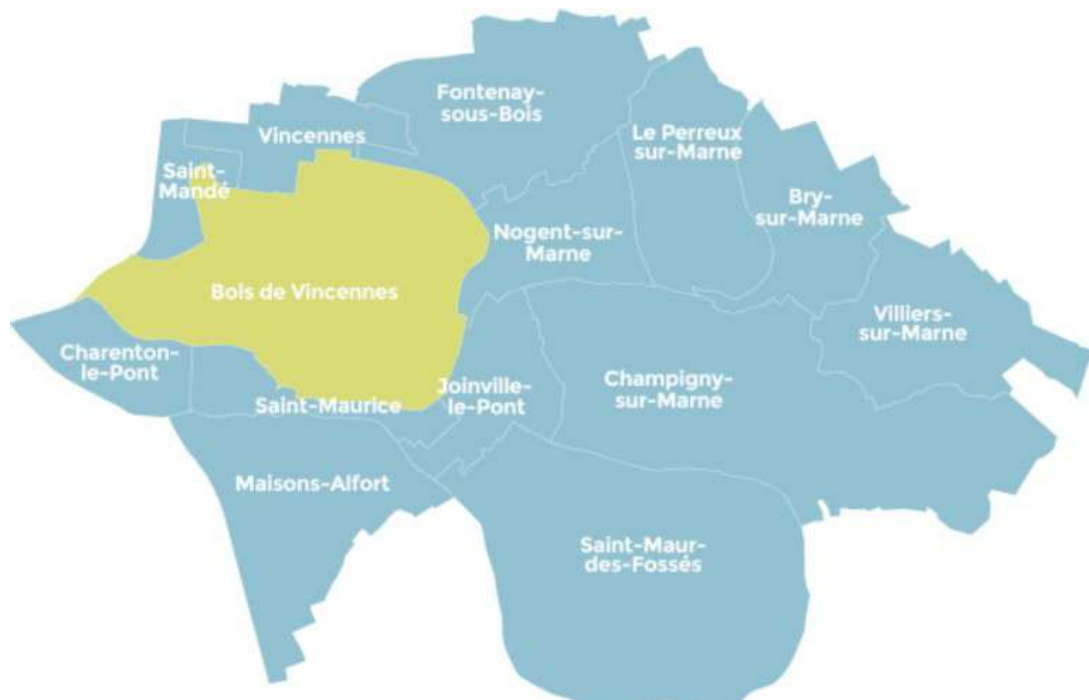 Fontenay-
sous-Bois
Vincennes
Le Perreux
sur-Marne
Saint-
Mandé
Bry-
sur-Marne
Nogent-sur-
Marne
Bois de Vincennes
Villiers-
sur-Marne
Charenton-
le-Pont
Joinville-
le-Pont
Champigny-
sur-Marne
Saint-Maurice
Maisons-Alfort
Saint-Maur-
des-Fossés